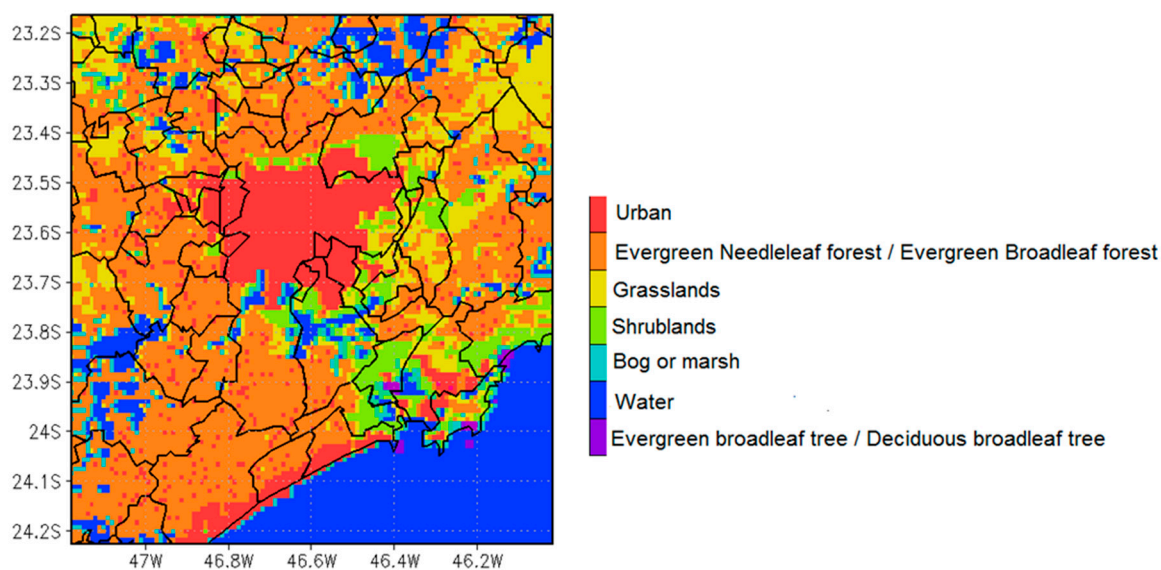 23.2S
23.3S
23.4S
23.5S
23.6S
23.7S
23.8S
23.9S
24S
24.1S
24.2S
47W 46.8W 46.6W 46.4W 46.2W
Urban
Evergreen Needleleaf forest / Evergreen Broadleaf forest
Grasslands
Shrublands
Bog or marsh
Water
Evergreen broadleaf tree / Deciduous broadleaf tree